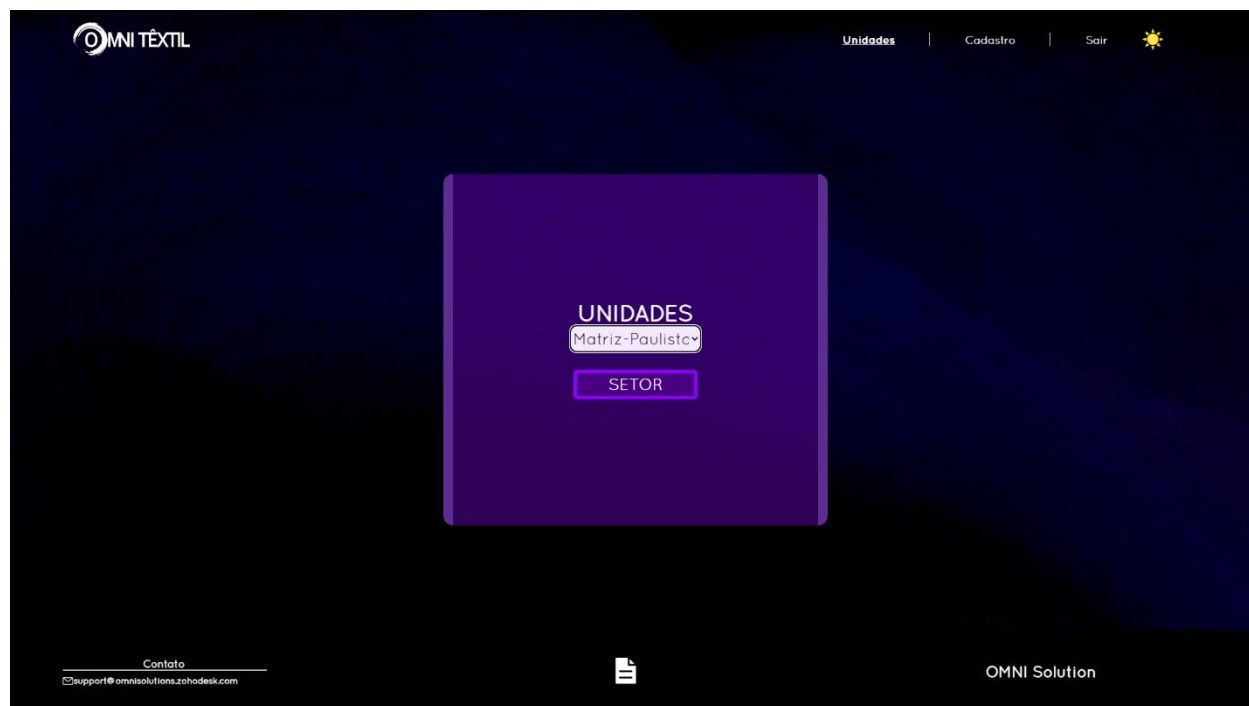 OMNI TÊXTIL
Unidades | Cadastro | Sair
UNIDADES
Matriz-Paulista
SETOR
Contato
support@omnisolutions.zohodesk.com
OMNI Solution